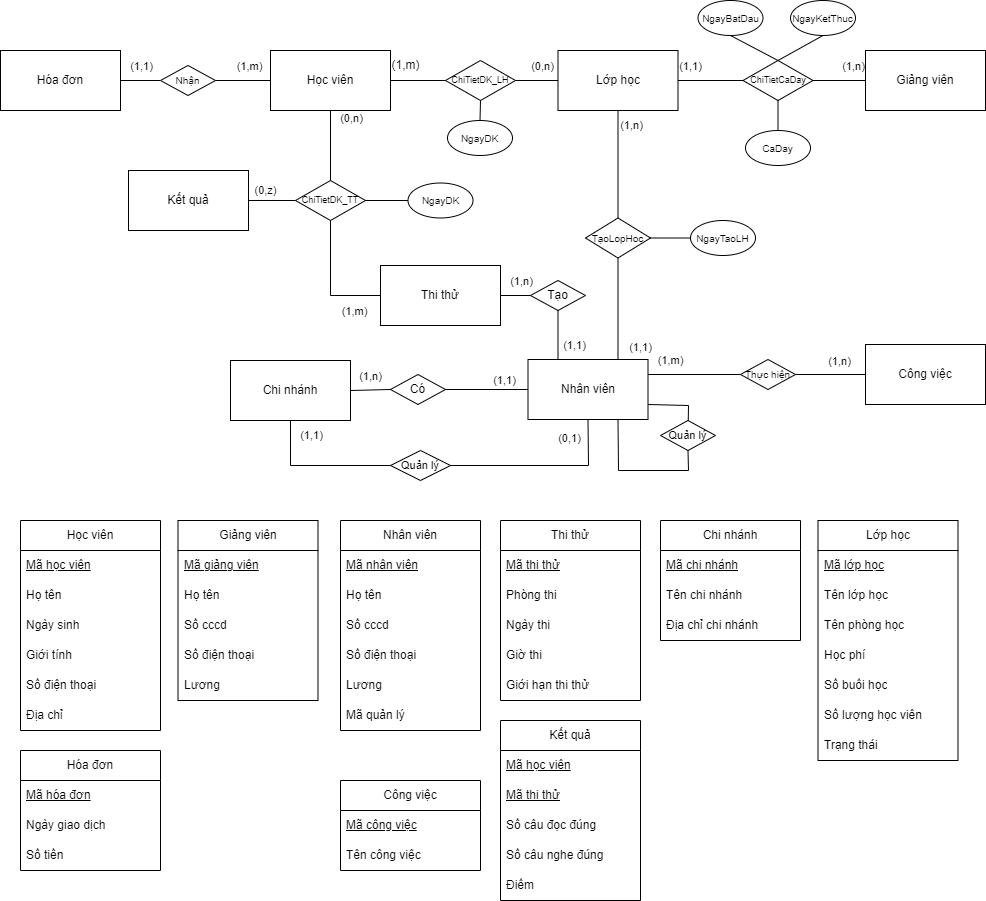 NgayBatDau
NgayKetThuc
Hóa đơn
(1,1)
Nhận
(1,m)
Học viên
(1,m)
ChiTietDK_LH
(0,n)
Lớp học
(1,1)
ChiTietCaDay
(1,n)
Giảng viên
(0,n)
NgayDK
(1,n)
CaDay
Kết quả
(0,z)
ChiTietDK_TT
NgayDK
TạoLopHoc
NgayTaoLH
(1,m)
Thi thử
(1,n)
Tạo
(1,1)
(1,1)
Chi nhánh
(1,n)
Có
(1,1)
Nhân viên
(1,m)
Thực hiện
(1,n)
Công việc
(1,1)
Quản lý
(0,1)
Quản lý
Học viên
Mã học viên
Họ tên
Ngày sinh
Giới tính
Số điện thoại
Địa chỉ
Giảng viên
Mã giảng viên
Họ tên
Số cccd
Số điện thoại
Lương
Nhân viên
Mã nhân viên
Họ tên
Số cccd
Số điện thoại
Lương
Mã quản lý
Thi thử
Mã thi thử
Phòng thi
Ngày thi
Giờ thi
Giới hạn thi thử
Chi nhánh
Mã chi nhánh
Tên chi nhánh
Địa chỉ chi nhánh
Lớp học
Mã lớp học
Tên lớp học
Tên phòng học
Học phí
Số buổi học
Số lượng học viên
Trạng thái
Hóa đơn
Mã hóa đơn
Ngày giao dịch
Số tiền
Công việc
Mã công việc
Tên công việc
Kết quả
Mã học viên
Mã thi thử
Số câu đọc đúng
Số câu nghe đúng
Điểm